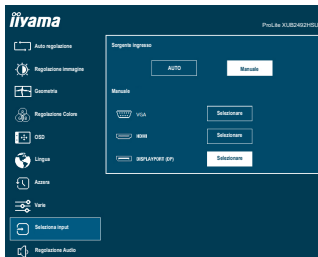 iiyama
ProLite XUB2492HSU
Auto regolazione
Regolazione immagine
Geometria
Regolazione Colore
OSD
Lingua
Azzera
Varie
Seleziona input
Regolazione Audio
Sorgente ingresso
AUTO
Manuale
Manuale
VGA
Selezionare
HDMI
Selezionare
DISPLAYPORT (DP)
Selezionare